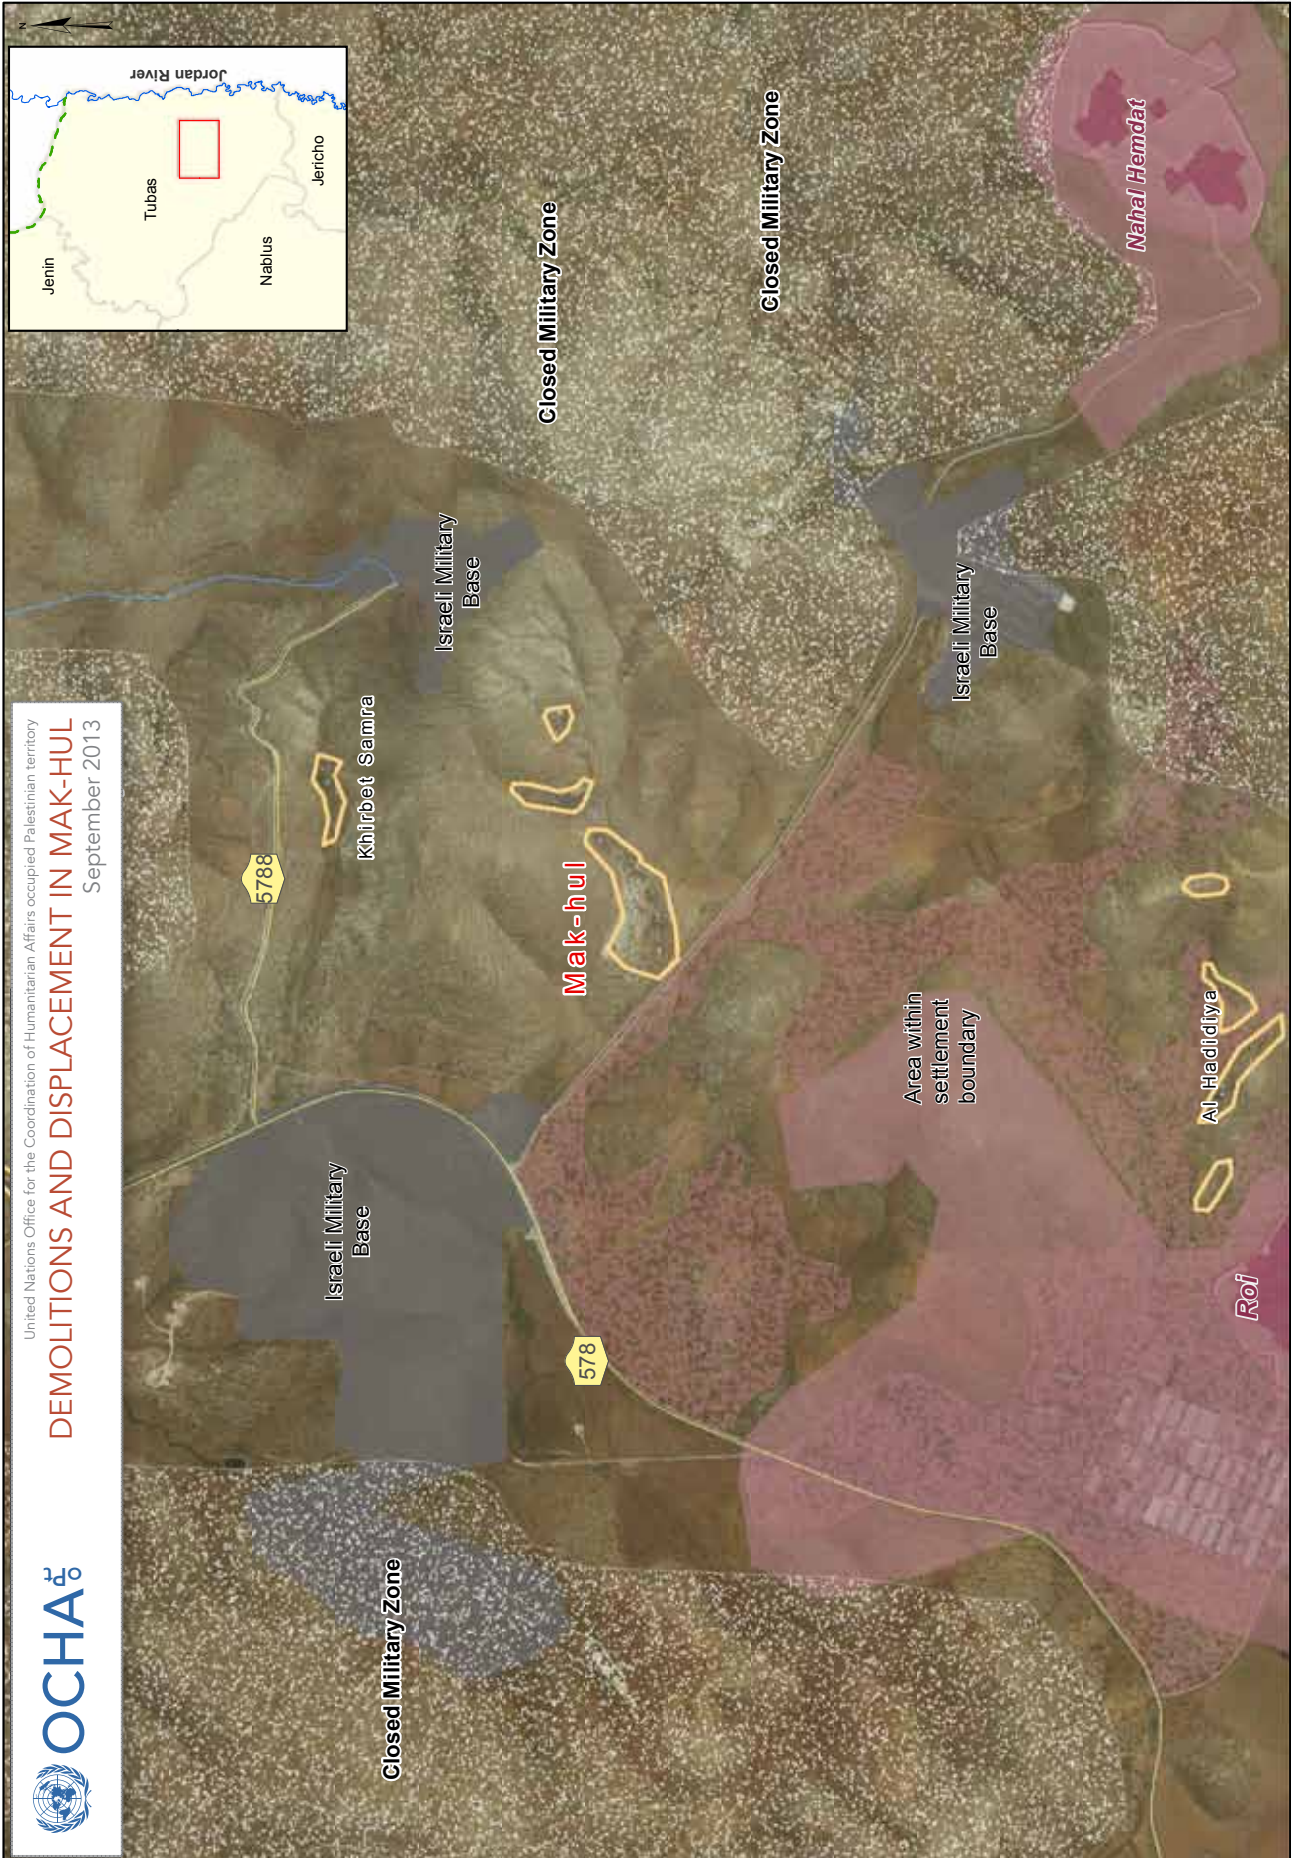 OCHA
oPt
United Nations Office for the Coordination of Humanitarian Affairs occupied Palestinian territory
DEMOLITIONS AND DISPLACEMENT IN MAK-HUL
September 2013
N
Jenin
Tubas
Nablus
Jericho
Jordan River
5788
Khirbet Samra
Israeli Military
Base
Israeli Military
Base
Closed Military Zone
Closed Military Zone
Mak-hul
578
Closed Military Zone
Israeli Military
Base
Area within
settlement
boundary
Nahal Hemdat
Al Hadidiya
Roi